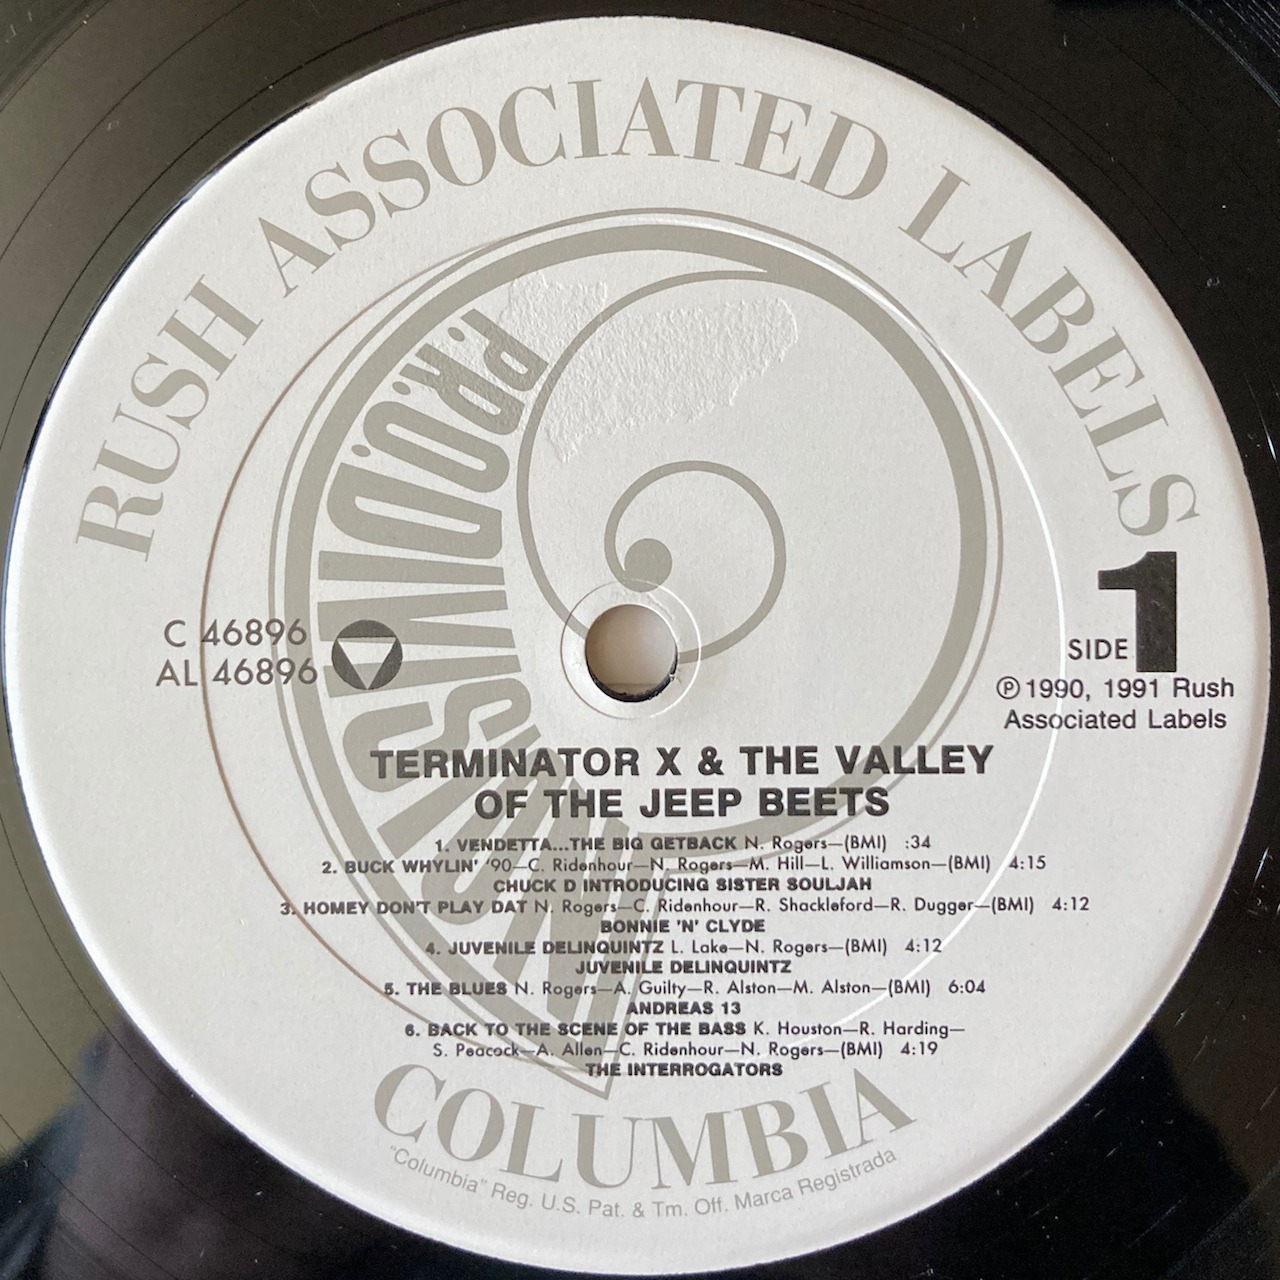 RUSH ASSOCIATED LABELS
P.R.O. DIVISION
C 46896
AL 46896
SIDE 1
℗ 1990, 1991 Rush
Associated Labels
TERMINATOR X & THE VALLEY
OF THE JEEP BEETS
1. VENDETTA...THE BIG GETBACK N. Rogers—(BMI) :34
2. BUCK WHYLIN' '90—C. Ridenhour—N. Rogers—M. Hill—L. Williamson—(BMI) 4:15
CHUCK D INTRODUCING SISTER SOULJAH
3. HOMEY DON'T PLAY DAT N. Rogers—C. Ridenhour—R. Shackleford—R. Dugger—(BMI) 4:12
BONNIE 'N' CLYDE
4. JUVENILE DELINQUINTZ L. Lake—N. Rogers—(BMI) 4:12
JUVENILE DELINQUINTZ
5. THE BLUES N. Rogers—A. Guilty—R. Alston—M. Alston—(BMI) 6:04
ANDREAS 13
6. BACK TO THE SCENE OF THE BASS K. Houston—R. Harding—
S. Peacock—A. Allen—C. Ridenhour—N. Rogers—(BMI) 4:19
THE INTERROGATORS
COLUMBIA
"Columbia" Reg. U.S. Pat. & Tm. Off. Marca Registrada